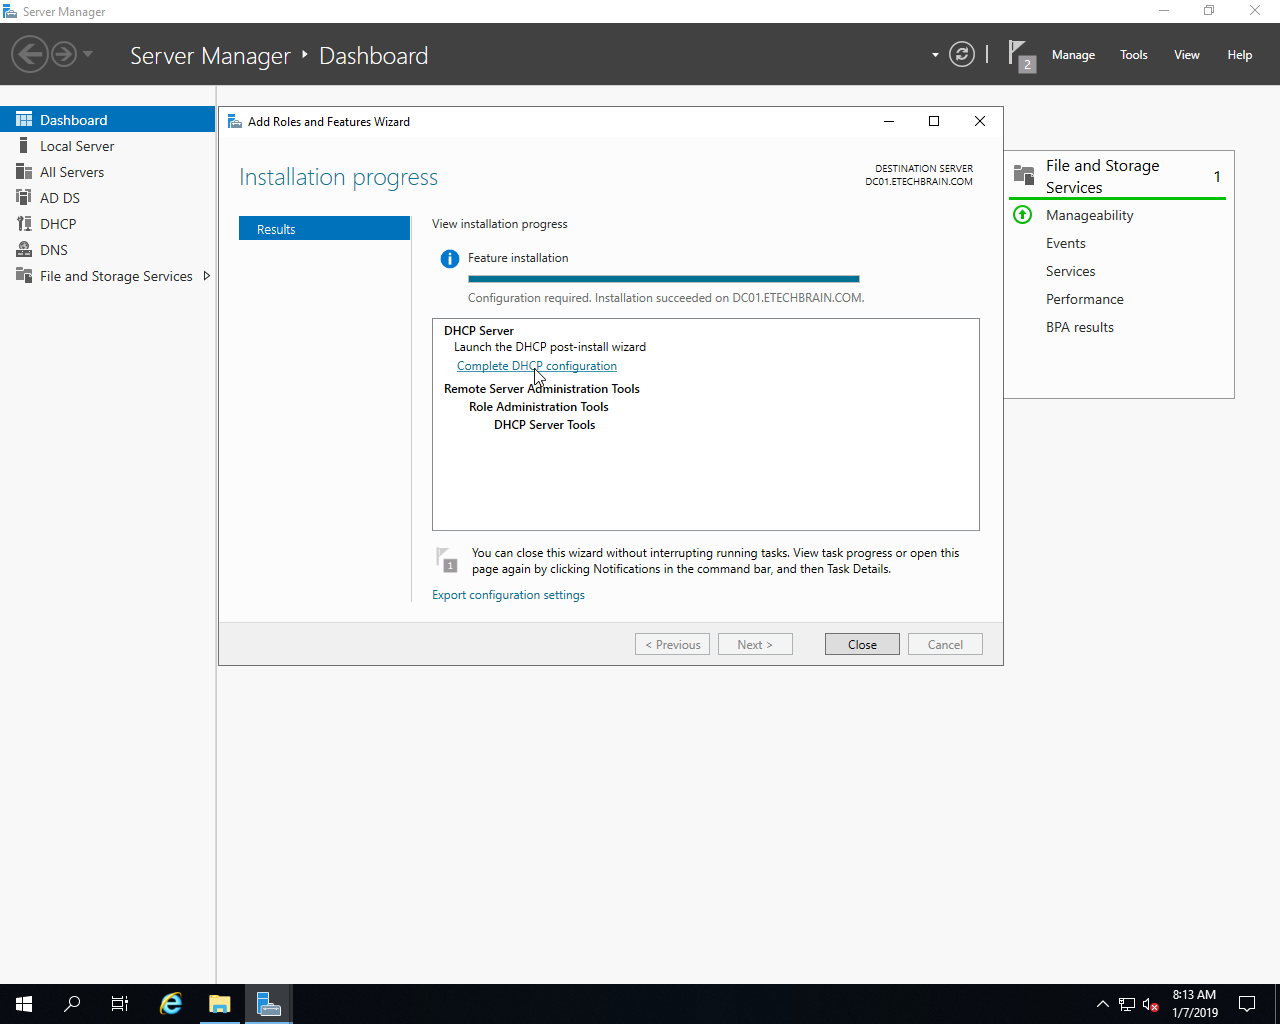 Server Manager
Server Manager ‣ Dashboard
2
Manage
Tools
View
Help
Dashboard
Local Server
All Servers
AD DS
DHCP
DNS
File and Storage Services
Add Roles and Features Wizard
Installation progress
DESTINATION SERVER
DC01.ETECHBRAIN.COM
Results
View installation progress
Feature installation
Configuration required. Installation succeeded on DC01.ETECHBRAIN.COM.
DHCP Server
Launch the DHCP post-install wizard
Complete DHCP configuration
Remote Server Administration Tools
Role Administration Tools
DHCP Server Tools
1
You can close this wizard without interrupting running tasks. View task progress or open this
page again by clicking Notifications in the command bar, and then Task Details.
Export configuration settings
< Previous
Next >
Close
Cancel
File and Storage
Services
1
Manageability
Events
Services
Performance
BPA results
8:13 AM
1/7/2019